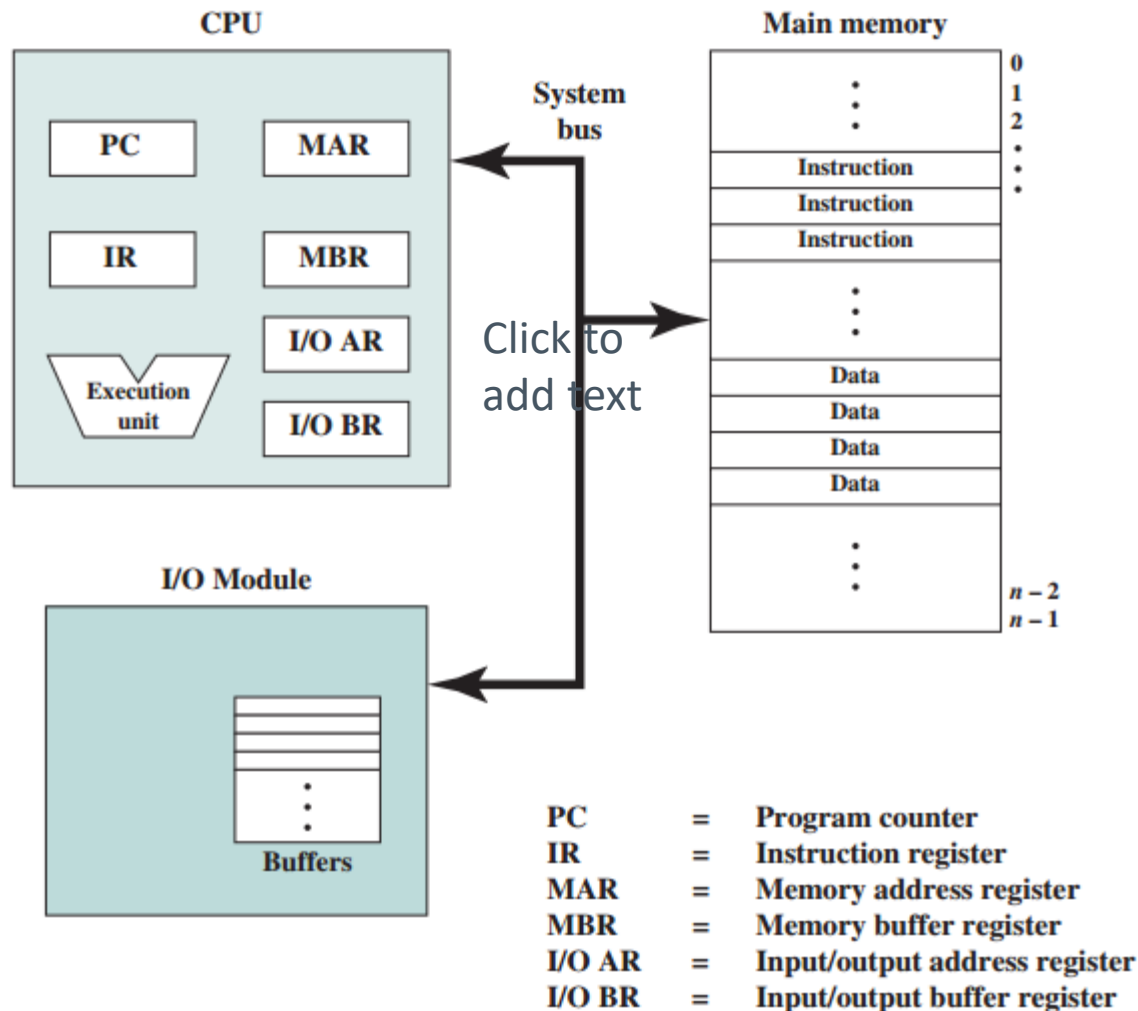 CPU
PC
MAR
IR
MBR
I/O AR
Execution
unit
I/O BR
System
bus
Click to
add text
Main memory
0
1
2
Instruction
Instruction
Instruction
Data
Data
Data
Data
n – 2
n – 1
I/O Module
Buffers
PC = Program counter
IR = Instruction register
MAR = Memory address register
MBR = Memory buffer register
I/O AR = Input/output address register
I/O BR = Input/output buffer register